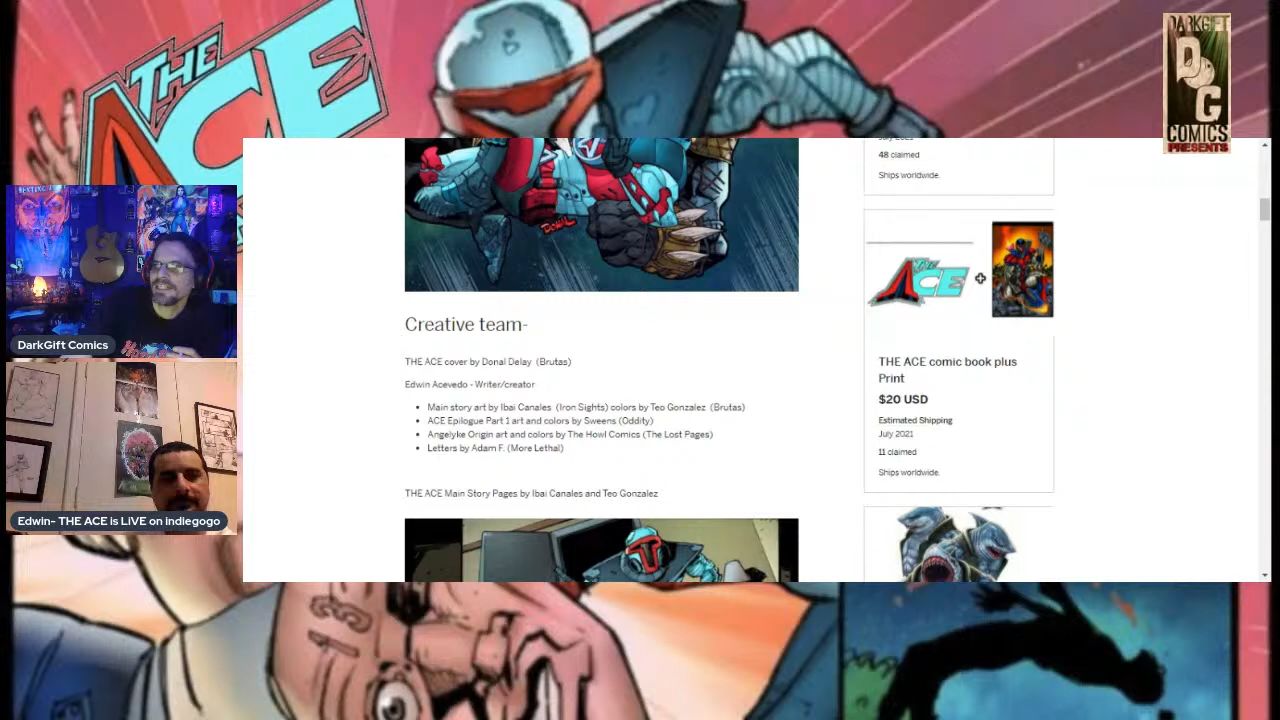 THE
ACE
DARKGIFT
DG
COMICS
PRESENTS
48 claimed
Ships worldwide.
DONAL
THE
ACE
+
Creative team-
THE ACE cover by Donal Delay (Brutas)
Edwin Acevedo - Writer/creator
Main story art by Ibai Canales (Iron Sights) colors by Teo Gonzalez (Brutas)
ACE Epilogue Part 1 art and colors by Sweens (Oddity)
Angelyke Origin art and colors by The Howl Comics (The Lost Pages)
Letters by Adam F. (More Lethal)
THE ACE Main Story Pages by Ibai Canales and Teo Gonzalez
THE ACE comic book plus
Print
$20 USD
Estimated Shipping
July 2021
11 claimed
Ships worldwide.
DarkGift Comics
Edwin- THE ACE is LIVE on indiegogo
13